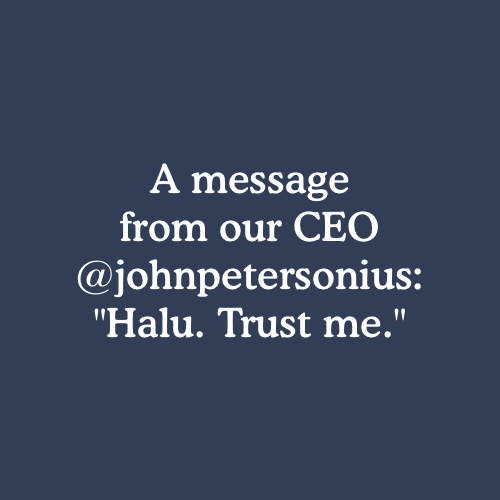 A message
from our CEO
@johnpetersonius:
"Halu. Trust me."